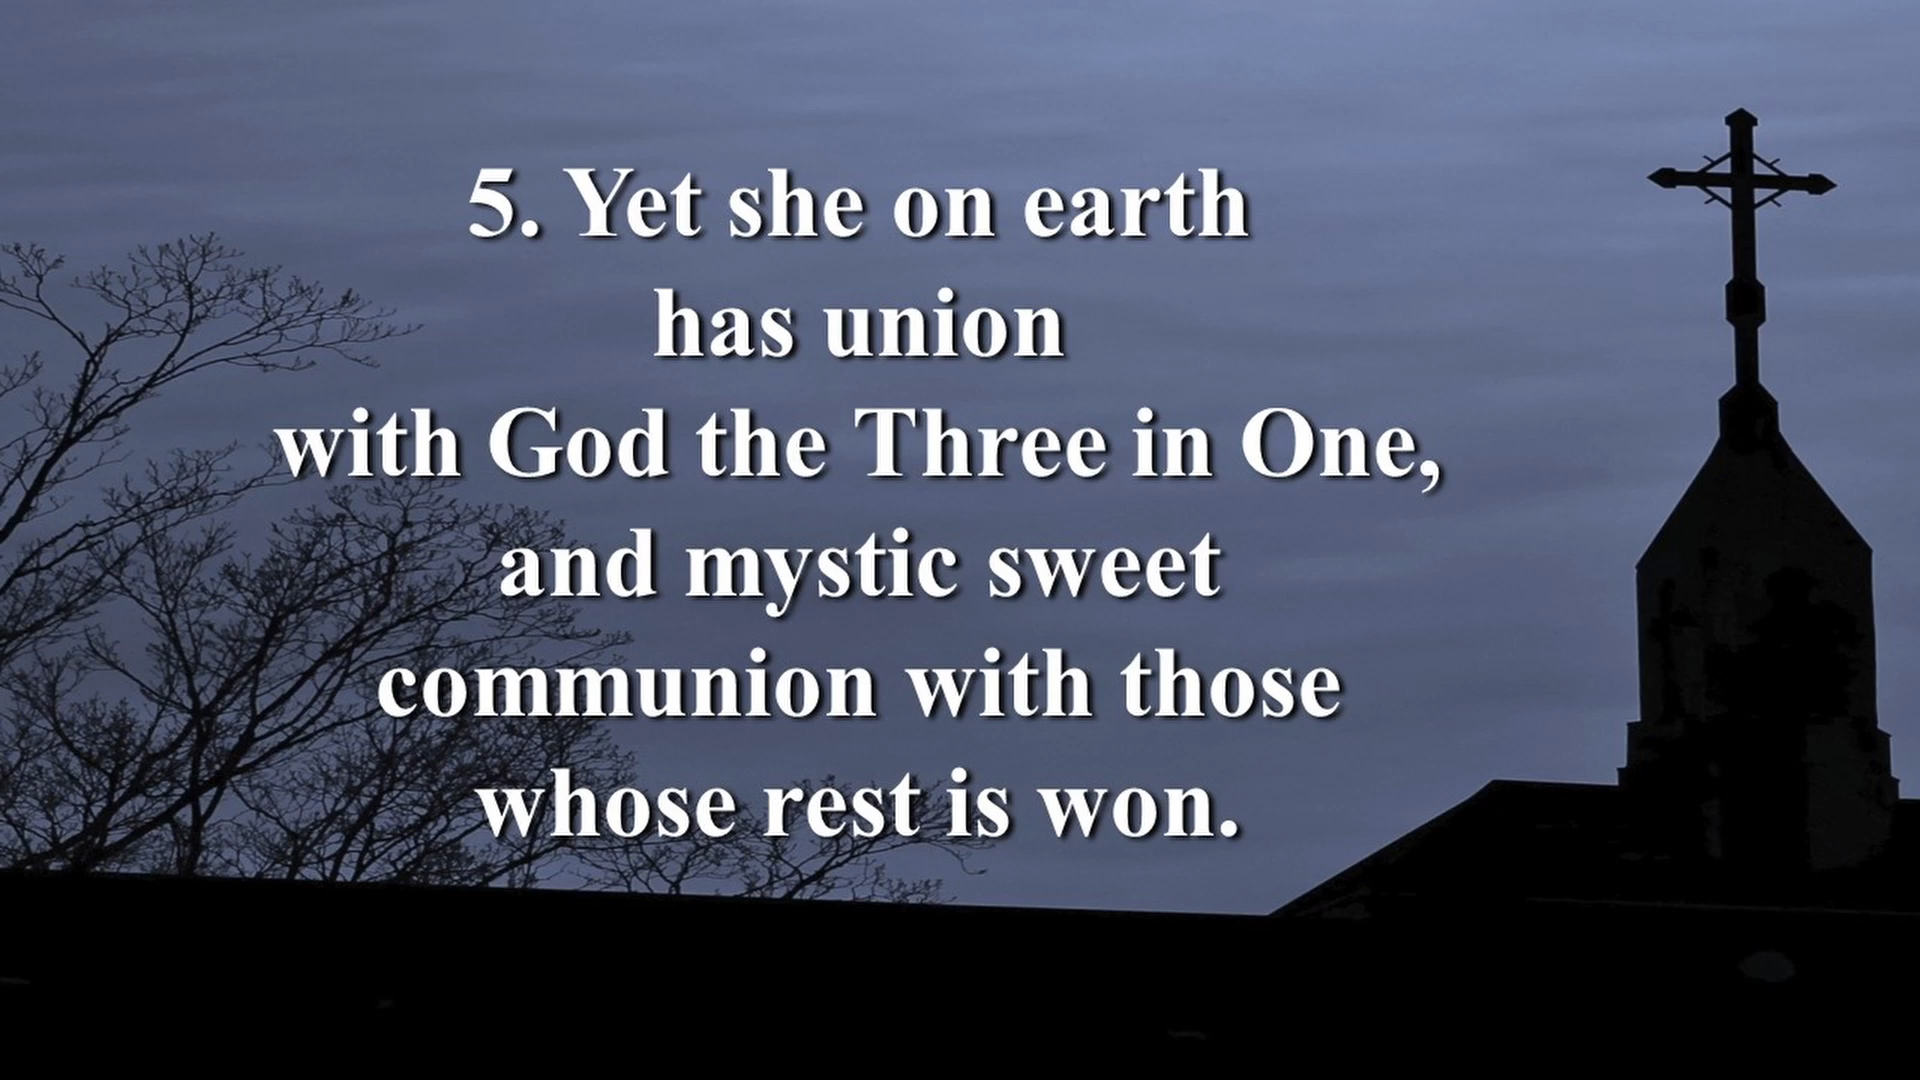 5. Yet she on earth
has union
with God the Three in One,
and mystic sweet
communion with those
whose rest is won.